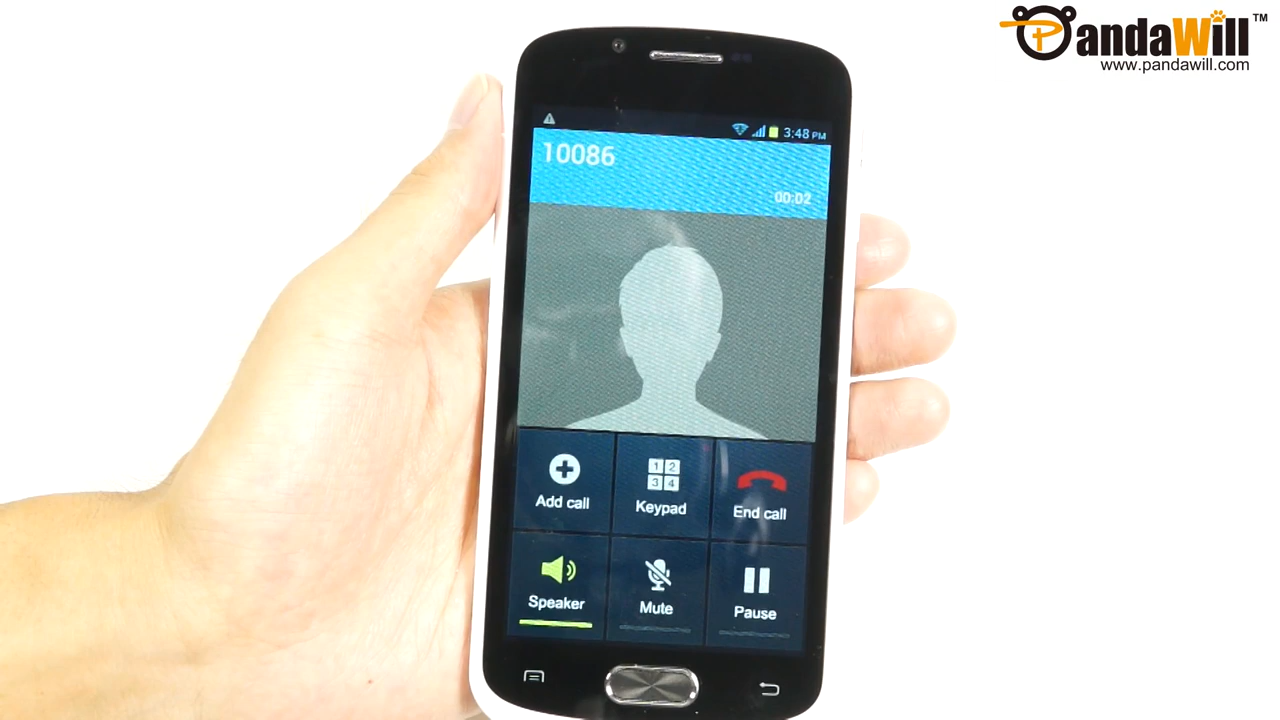 PandaWill™
www.pandawill.com
3:48 PM
10086
00:02
1 2
3 4
Add call
Keypad
End call
Speaker
Mute
Pause